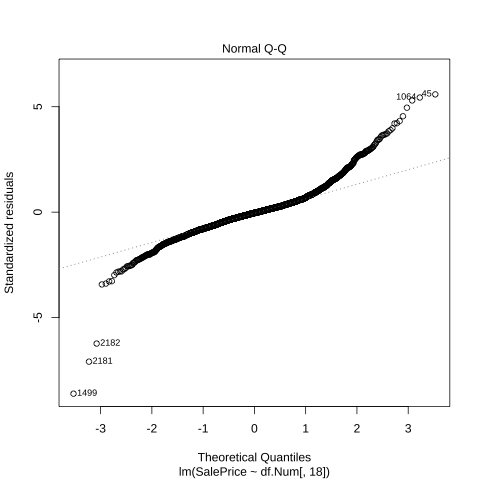 Normal Q-Q
1064 45
5
0
-5
Standardized residuals
2182
2181
1499
-3 -2 -1 0 1 2 3
Theoretical Quantiles
lm(SalePrice ~ df.Num[, 18])